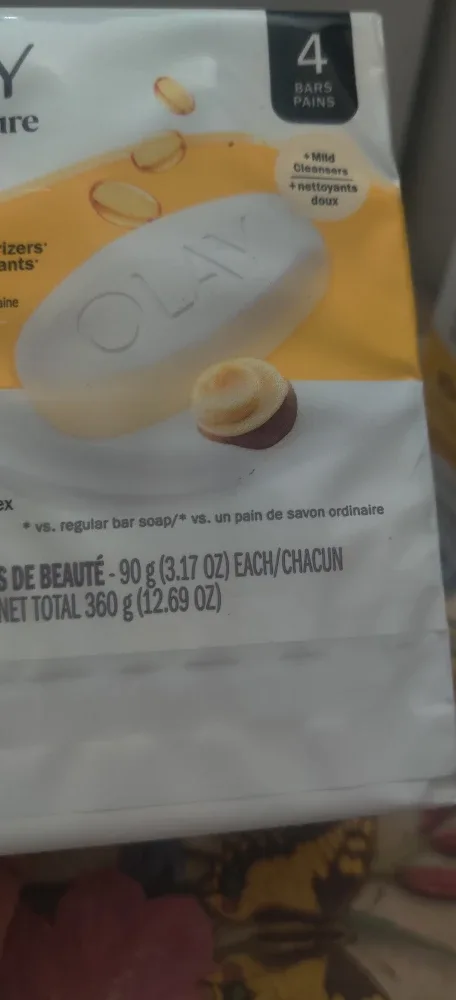 Y
4
BARS
PAINS
ure
+Mild
Cleansers
+nettoyants
doux
rizers*
ants*
aine
OLAY
ex
* vs. regular bar soap/* vs. un pain de savon ordinaire
S DE BEAUTÉ - 90 g (3.17 OZ) EACH/CHACUN
NET TOTAL 360 g (12.69 OZ)